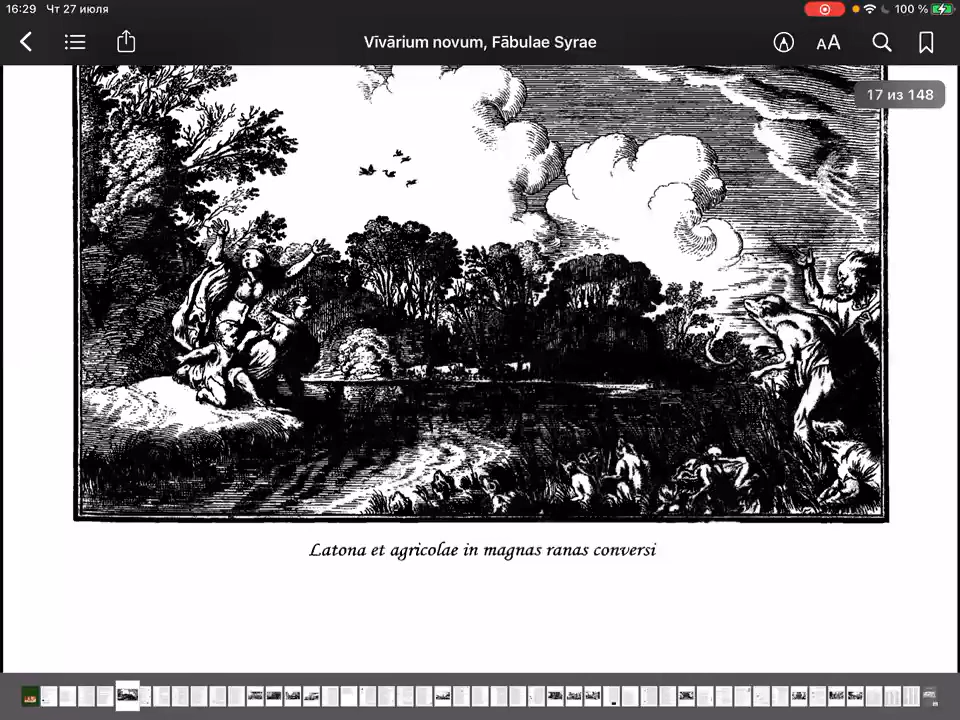 16:29 Чт 27 июля 100 %
Vīvārium novum, Fābulae Syrae
AA
17 из 148
Latona et agricolae in magnas ranas conversi